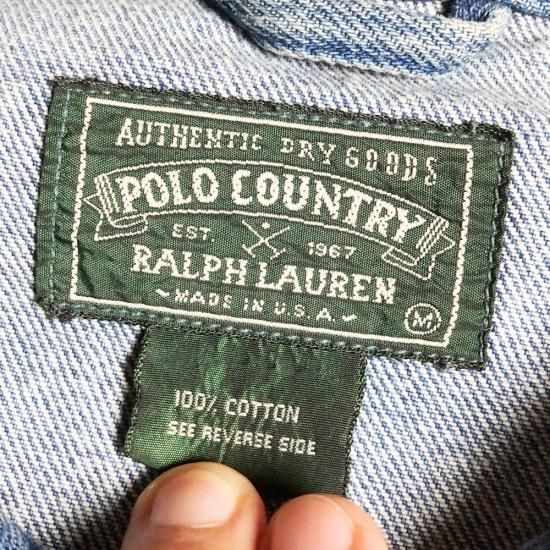 AUTHENTIC DRY GOODS
POLO COUNTRY
EST. 1967
RALPH LAUREN
MADE IN U.S.A.
M
100% COTTON
SEE REVERSE SIDE